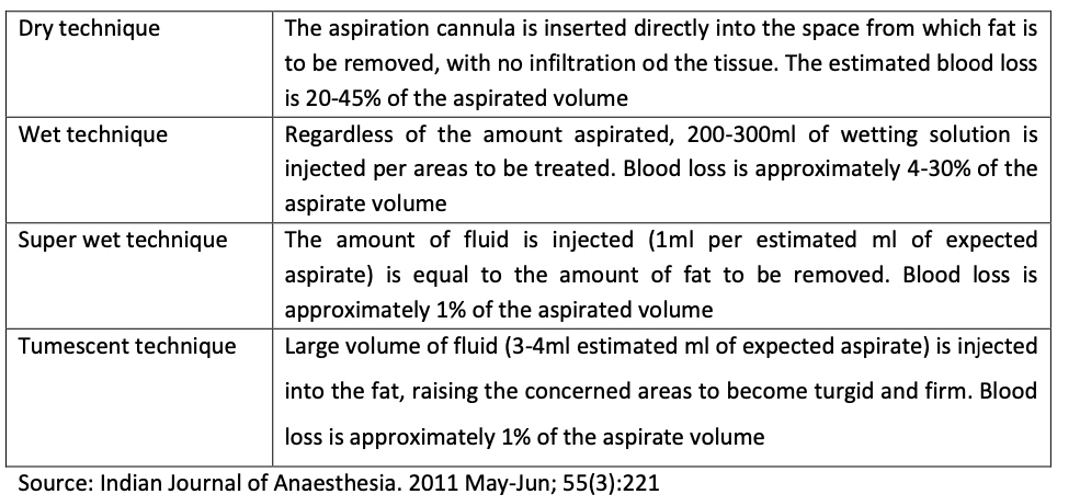 Dry technique
The aspiration cannula is inserted directly into the space from which fat is
to be removed, with no infiltration od the tissue. The estimated blood loss
is 20-45% of the aspirated volume
Wet technique
Regardless of the amount aspirated, 200-300ml of wetting solution is
injected per areas to be treated. Blood loss is approximately 4-30% of the
aspirate volume
Super wet technique
The amount of fluid is injected (1ml per estimated ml of expected
aspirate) is equal to the amount of fat to be removed. Blood loss is
approximately 1% of the aspirated volume
Tumescent technique
Large volume of fluid (3-4ml estimated ml of expected aspirate) is injected
into the fat, raising the concerned areas to become turgid and firm. Blood
loss is approximately 1% of the aspirate volume
Source: Indian Journal of Anaesthesia. 2011 May-Jun; 55(3):221